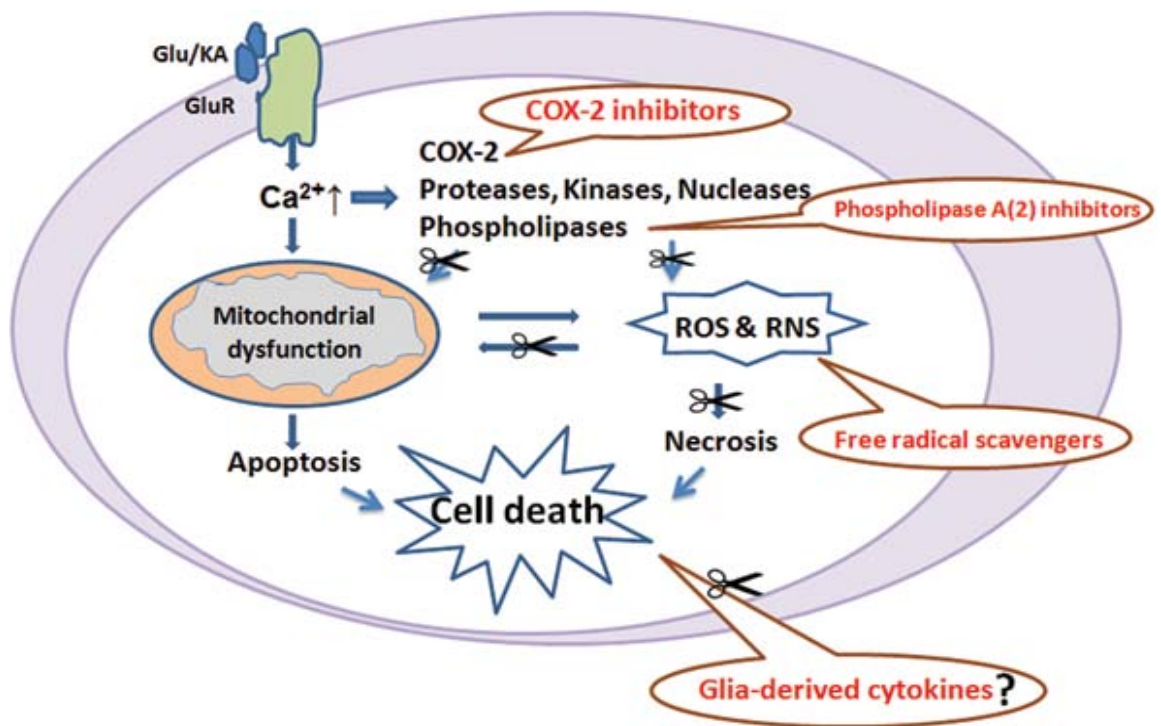 Glu/KA
GluR
COX-2 inhibitors
COX-2
Ca²⁺↑
Proteases, Kinases, Nucleases
Phospholipases
Phospholipase A(2) inhibitors
Mitochondrial
dysfunction
ROS & RNS
Apoptosis
Necrosis
Free radical scavengers
Cell death
Glia-derived cytokines?